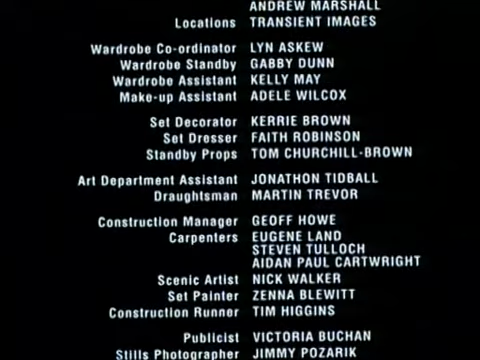 ANDREW MARSHALL
Locations TRANSIENT IMAGES
Wardrobe Co-ordinator LYN ASKEW
Wardrobe Standby GABBY DUNN
Wardrobe Assistant KELLY MAY
Make-up Assistant ADELE WILCOX
Set Decorator KERRIE BROWN
Set Dresser FAITH ROBINSON
Standby Props TOM CHURCHILL-BROWN
Art Department Assistant JONATHON TIDBALL
Draughtsman MARTIN TREVOR
Construction Manager GEOFF HOWE
Carpenters EUGENE LAND
STEVEN TULLOCH
AIDAN PAUL CARTWRIGHT
Scenic Artist NICK WALKER
Set Painter ZENNA BLEWITT
Construction Runner TIM HIGGINS
Publicist VICTORIA BUCHAN
Stills Photographer JIMMY POZARIK